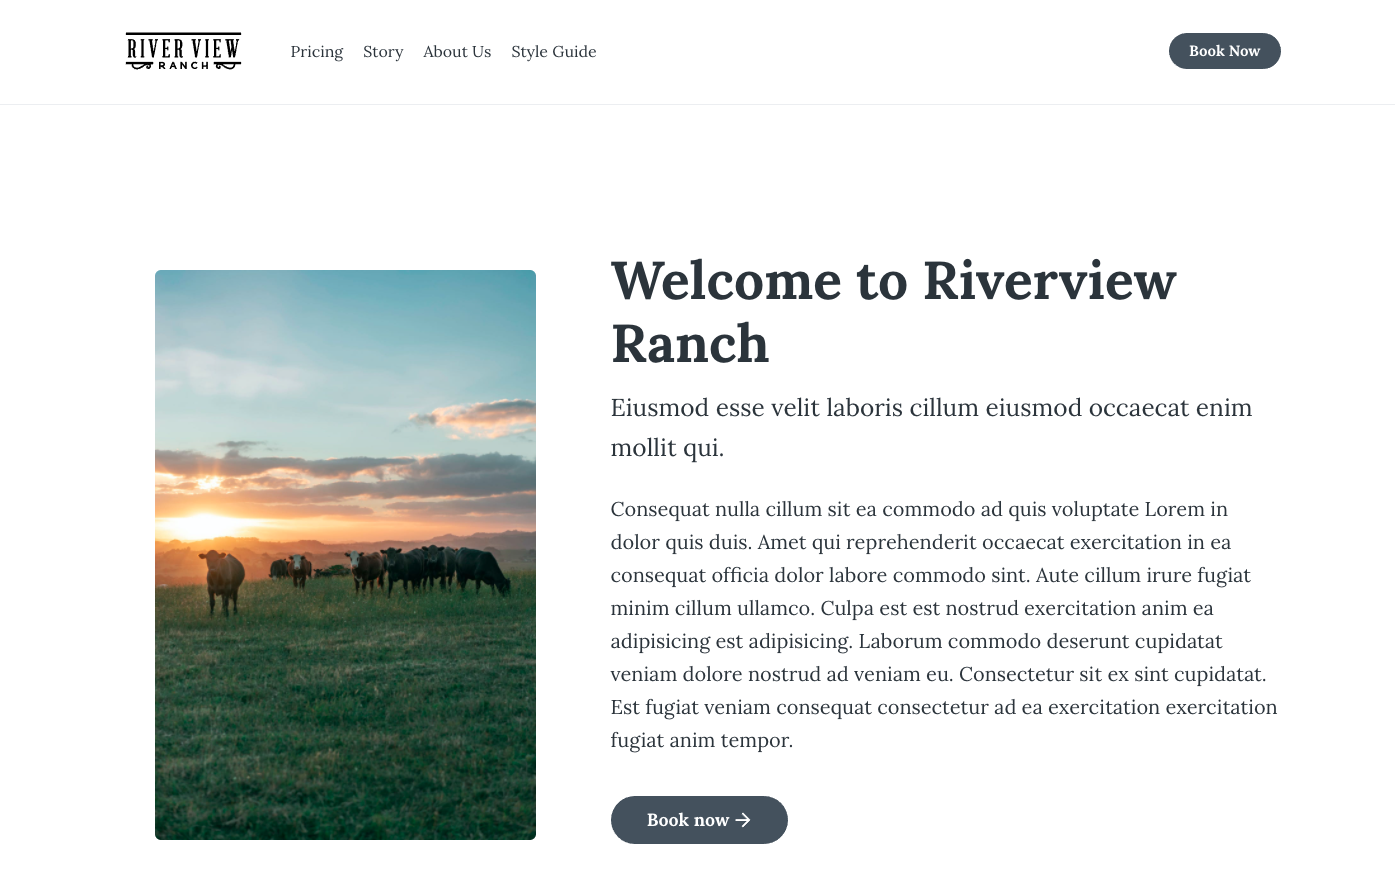 RIVER VIEW
RANCH
Pricing
Story
About Us
Style Guide
Book Now
Welcome to Riverview
Ranch
Eiusmod esse velit laboris cillum eiusmod occaecat enim
mollit qui.
Consequat nulla cillum sit ea commodo ad quis voluptate Lorem in
dolor quis duis. Amet qui reprehenderit occaecat exercitation in ea
consequat officia dolor labore commodo sint. Aute cillum irure fugiat
minim cillum ullamco. Culpa est est nostrud exercitation anim ea
adipisicing est adipisicing. Laborum commodo deserunt cupidatat
veniam dolore nostrud ad veniam eu. Consectetur sit ex sint cupidatat.
Est fugiat veniam consequat consectetur ad ea exercitation exercitation
fugiat anim tempor.
Book now →